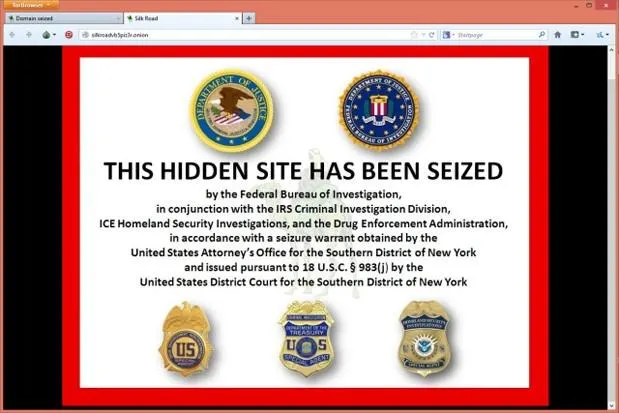 TorBrowser
Domain seized
Silk Road
silkroadvb5piz3r.onion
Startpage
DEPARTMENT OF JUSTICE
DEPARTMENT OF JUSTICE
FEDERAL BUREAU OF INVESTIGATION
THIS HIDDEN SITE HAS BEEN SEIZED
by the Federal Bureau of Investigation,
in conjunction with the IRS Criminal Investigation Division,
ICE Homeland Security Investigations, and the Drug Enforcement Administration,
in accordance with a seizure warrant obtained by the
United States Attorney's Office for the Southern District of New York
and issued pursuant to 18 U.S.C. § 983(j) by the
United States District Court for the Southern District of New York
US
SPECIAL AGENT
CRIMINAL INVESTIGATOR
DEPARTMENT OF THE
TREASURY
U S
SPECIAL AGENT
HOMELAND SECURITY
INVESTIGATIONS
SPECIAL AGENT